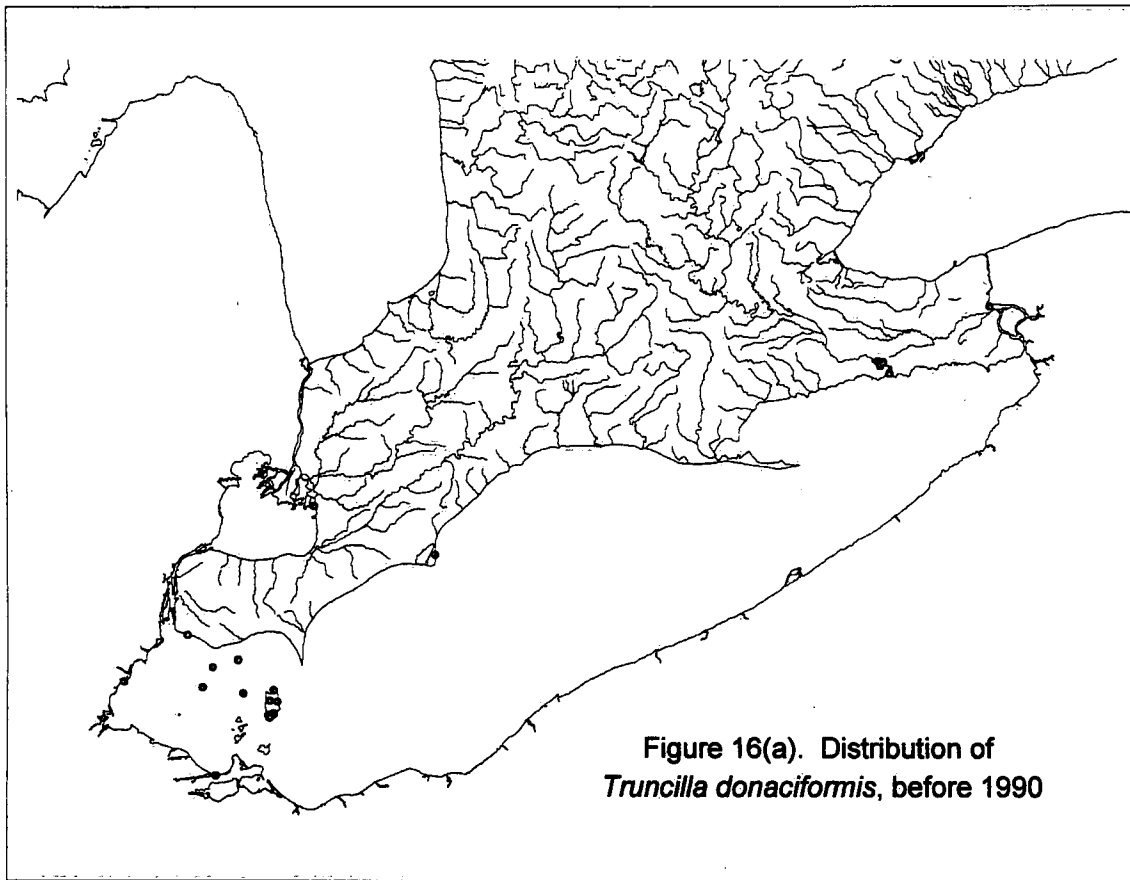 Figure 16(a). Distribution of
Truncilla donaciformis, before 1990